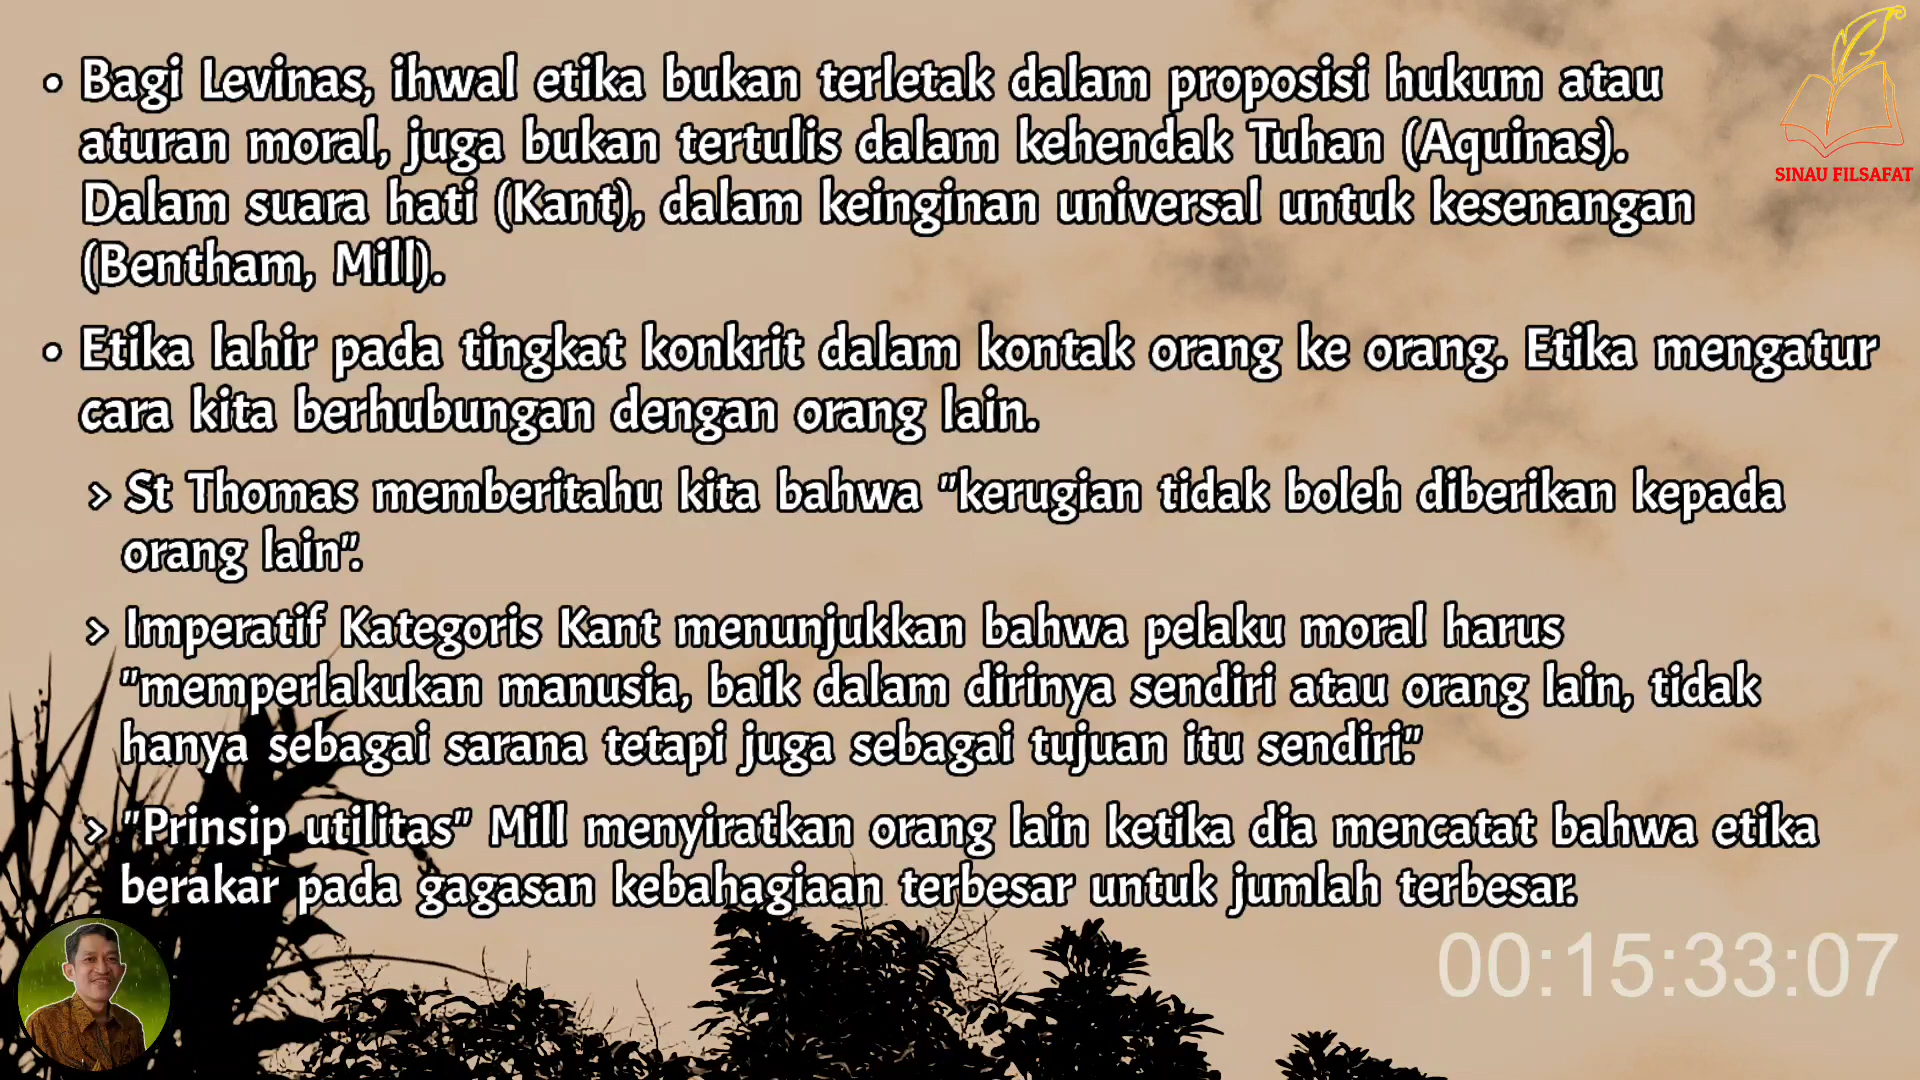 • Bagi Levinas, ihwal etika bukan terletak dalam proposisi hukum atau
aturan moral, juga bukan tertulis dalam kehendak Tuhan (Aquinas).
Dalam suara hati (Kant), dalam keinginan universal untuk kesenangan
(Bentham, Mill).
SINAU FILSAFAT
• Etika lahir pada tingkat konkrit dalam kontak orang ke orang. Etika mengatur
cara kita berhubungan dengan orang lain.
> St Thomas memberitahu kita bahwa "kerugian tidak boleh diberikan kepada
orang lain".
> Imperatif Kategoris Kant menunjukkan bahwa pelaku moral harus
"memperlakukan manusia, baik dalam dirinya sendiri atau orang lain, tidak
hanya sebagai sarana tetapi juga sebagai tujuan itu sendiri."
> "Prinsip utilitas" Mill menyiratkan orang lain ketika dia mencatat bahwa etika
berakar pada gagasan kebahagiaan terbesar untuk jumlah terbesar.
00:15:33:07